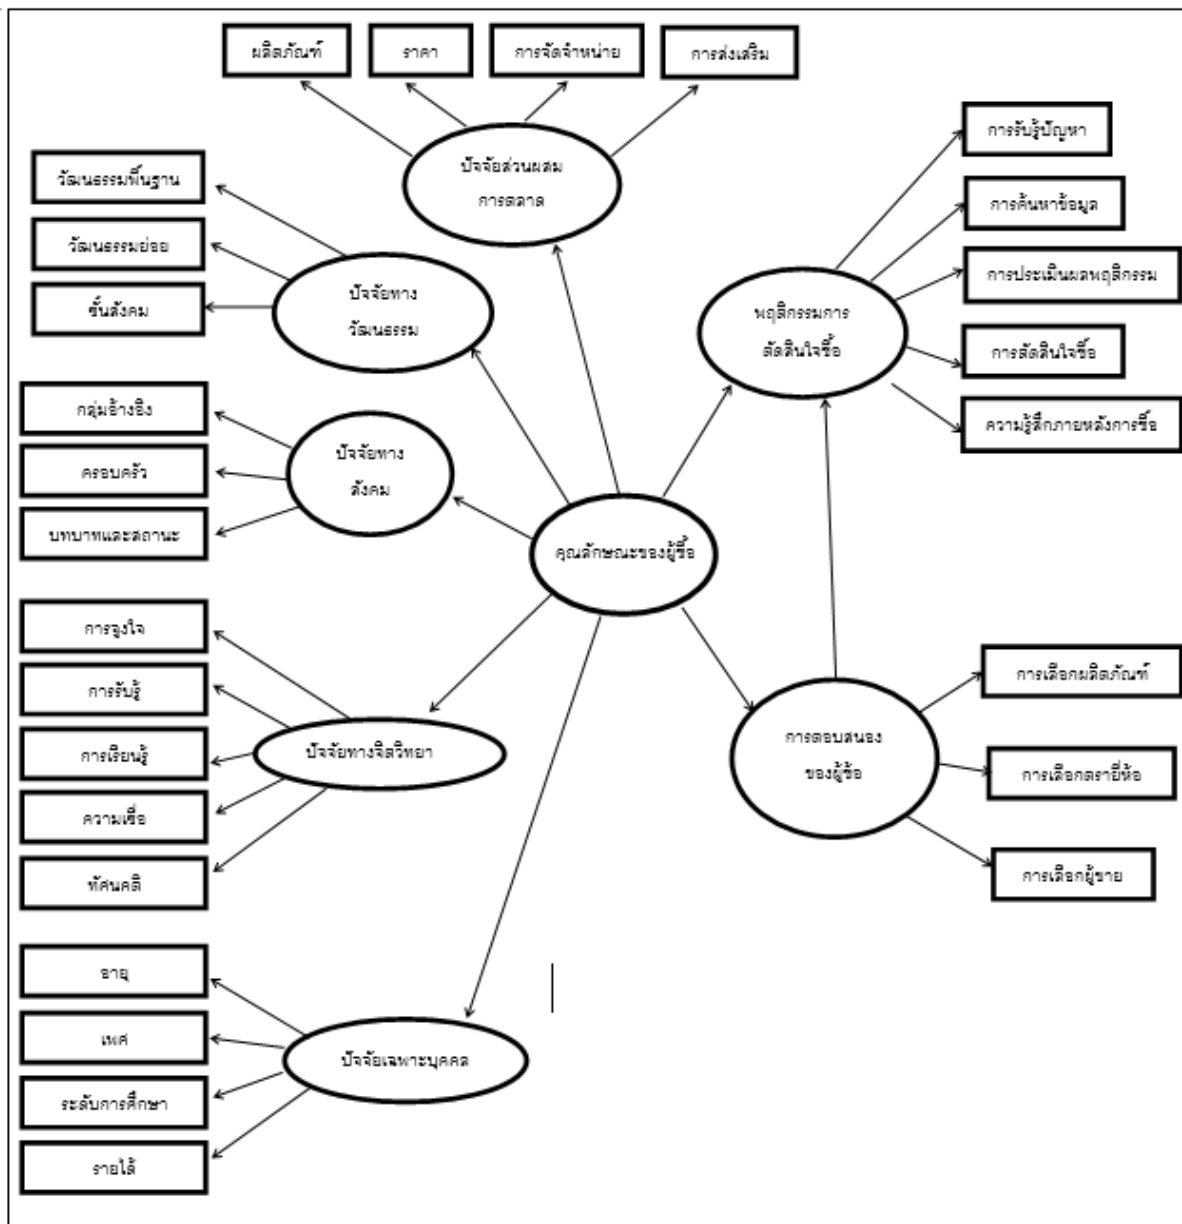 ผลิตภัณฑ์
ราคา
การจัดจำหน่าย
การส่งเสริม
ปัจจัยส่วนผสม
การตลาด
วัฒนธรรมพื้นฐาน
วัฒนธรรมย่อย
ชั้นสังคม
ปัจจัยทาง
วัฒนธรรม
การรับรู้ปัญหา
การค้นหาข้อมูล
การประเมินผลพฤติกรรม
การตัดสินใจซื้อ
ความรู้สึกภายหลังการซื้อ
พฤติกรรมการ
ตัดสินใจซื้อ
กลุ่มอ้างอิง
ครอบครัว
บทบาทและสถานะ
ปัจจัยทาง
สังคม
คุณลักษณะของผู้ซื้อ
การจูงใจ
การรับรู้
การเรียนรู้
ความเชื่อ
ทัศนคติ
ปัจจัยทางจิตวิทยา
การตอบสนอง
ของผู้ซ้อ
การเลือกผลิตภัณฑ์
การเลือกตรายี่ห้อ
การเลือกผู้ขาย
อายุ
เพศ
ระดับการศึกษา
รายได้
ปัจจัยเฉพาะบุคคล